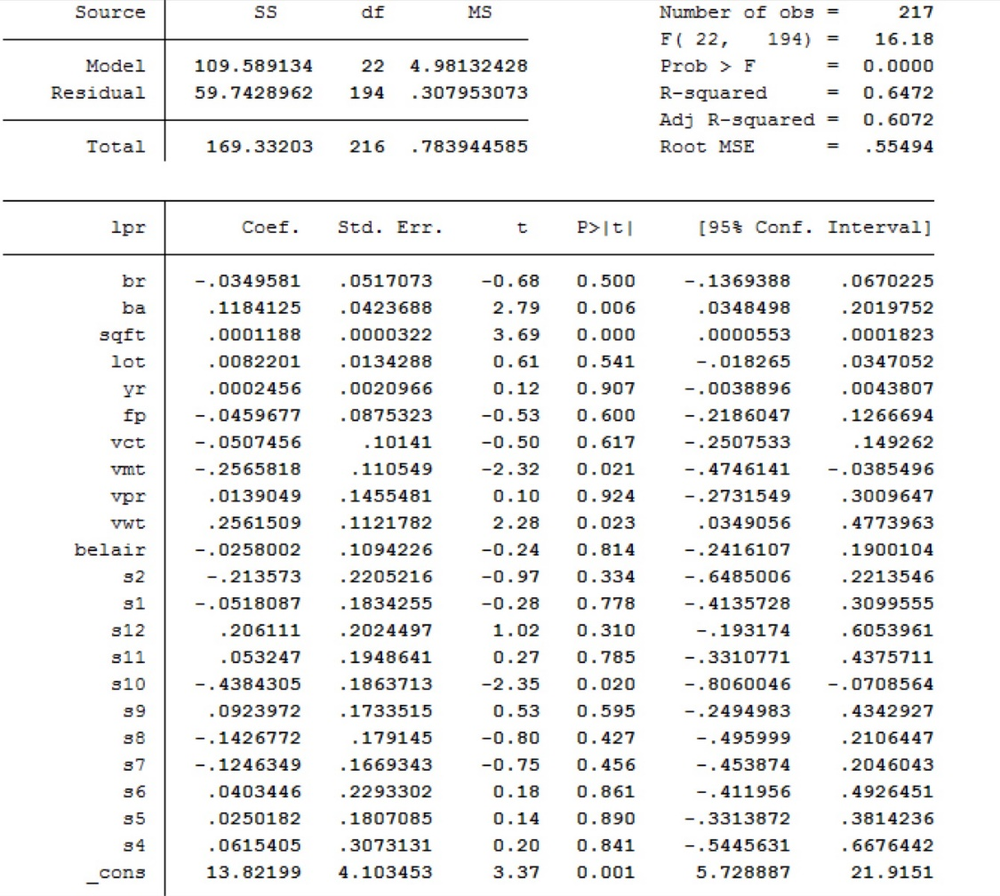 Source SS df MS Number of obs = 217
F( 22, 194) = 16.18
Model 109.589134 22 4.98132428 Prob > F = 0.0000
Residual 59.7428962 194 .307953073 R-squared = 0.6472
Adj R-squared = 0.6072
Total 169.33203 216 .783944585 Root MSE = .55494
lpr Coef. Std. Err. t P>|t| [95% Conf. Interval]
br -.0349581 .0517073 -0.68 0.500 -.1369388 .0670225
ba .1184125 .0423688 2.79 0.006 .0348498 .2019752
sqft .0001188 .0000322 3.69 0.000 .0000553 .0001823
lot .0082201 .0134288 0.61 0.541 -.018265 .0347052
yr .0002456 .0020966 0.12 0.907 -.0038896 .0043807
fp -.0459677 .0875323 -0.53 0.600 -.2186047 .1266694
vct -.0507456 .10141 -0.50 0.617 -.2507533 .149262
vmt -.2565818 .110549 -2.32 0.021 -.4746141 -.0385496
vpr .0139049 .1455481 0.10 0.924 -.2731549 .3009647
vwt .2561509 .1121782 2.28 0.023 .0349056 .4773963
belair -.0258002 .1094226 -0.24 0.814 -.2416107 .1900104
s2 -.213573 .2205216 -0.97 0.334 -.6485006 .2213546
s1 -.0518087 .1834255 -0.28 0.778 -.4135728 .3099555
s12 .206111 .2024497 1.02 0.310 -.193174 .6053961
s11 .053247 .1948641 0.27 0.785 -.3310771 .4375711
s10 -.4384305 .1863713 -2.35 0.020 -.8060046 -.0708564
s9 .0923972 .1733515 0.53 0.595 -.2494983 .4342927
s8 -.1426772 .179145 -0.80 0.427 -.495999 .2106447
s7 -.1246349 .1669343 -0.75 0.456 -.453874 .2046043
s6 .0403446 .2293302 0.18 0.861 -.411956 .4926451
s5 .0250182 .1807085 0.14 0.890 -.3313872 .3814236
s4 .0615405 .3073131 0.20 0.841 -.5445631 .6676442
_cons 13.82199 4.103453 3.37 0.001 5.728887 21.9151